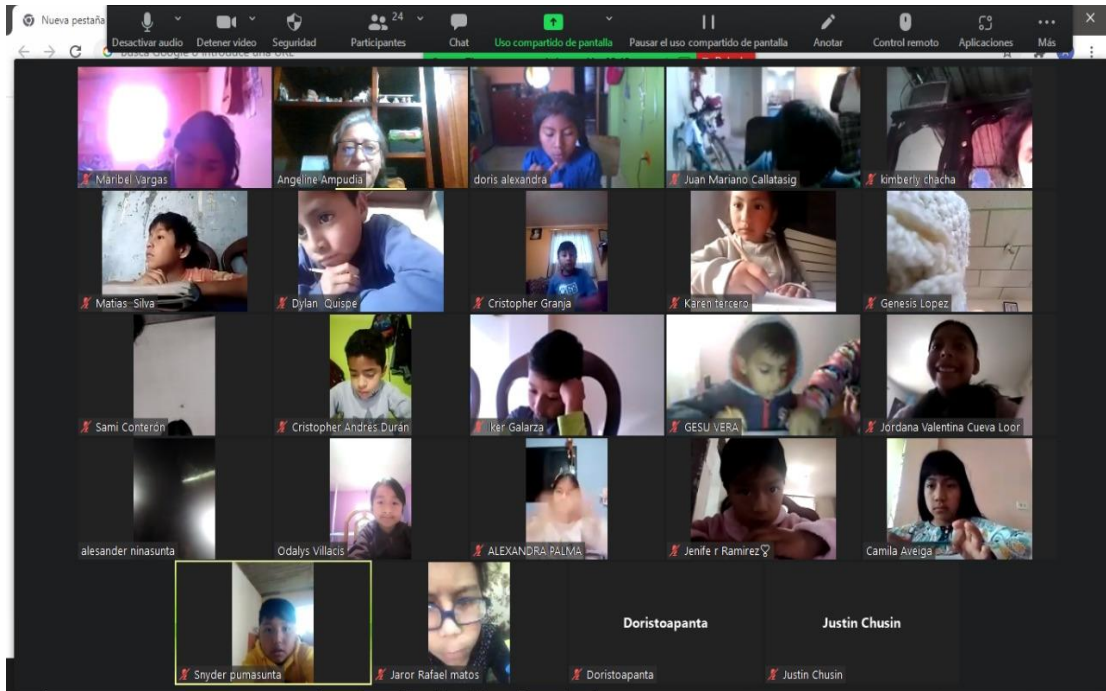 Nueva pestaña
24
Desactivar audio Detener video Seguridad Participantes Chat Uso compartido de pantalla Pausar el uso compartido de pantalla Anotar Control remoto Aplicaciones Más
Maribel Vargas Angeline Ampudia doris alexandra Juan Mariano Callatasig kimberly chacha
Matias Silva Dylan Quispe Cristopher Granja Karen tercero Genesis Lopez
Sami Conterón Cristopher Andrés Durán Iker Galarza GESU VERA Jordana Valentina Cueva Loor
alesander ninasunta Odalys Villacis ALEXANDRA PALMA Jenife r Ramirez Camila Aveiga
Doristoapanta Justin Chusin
Snyder pumasunta Jaror Rafael matos Doristoapanta Justin Chusin